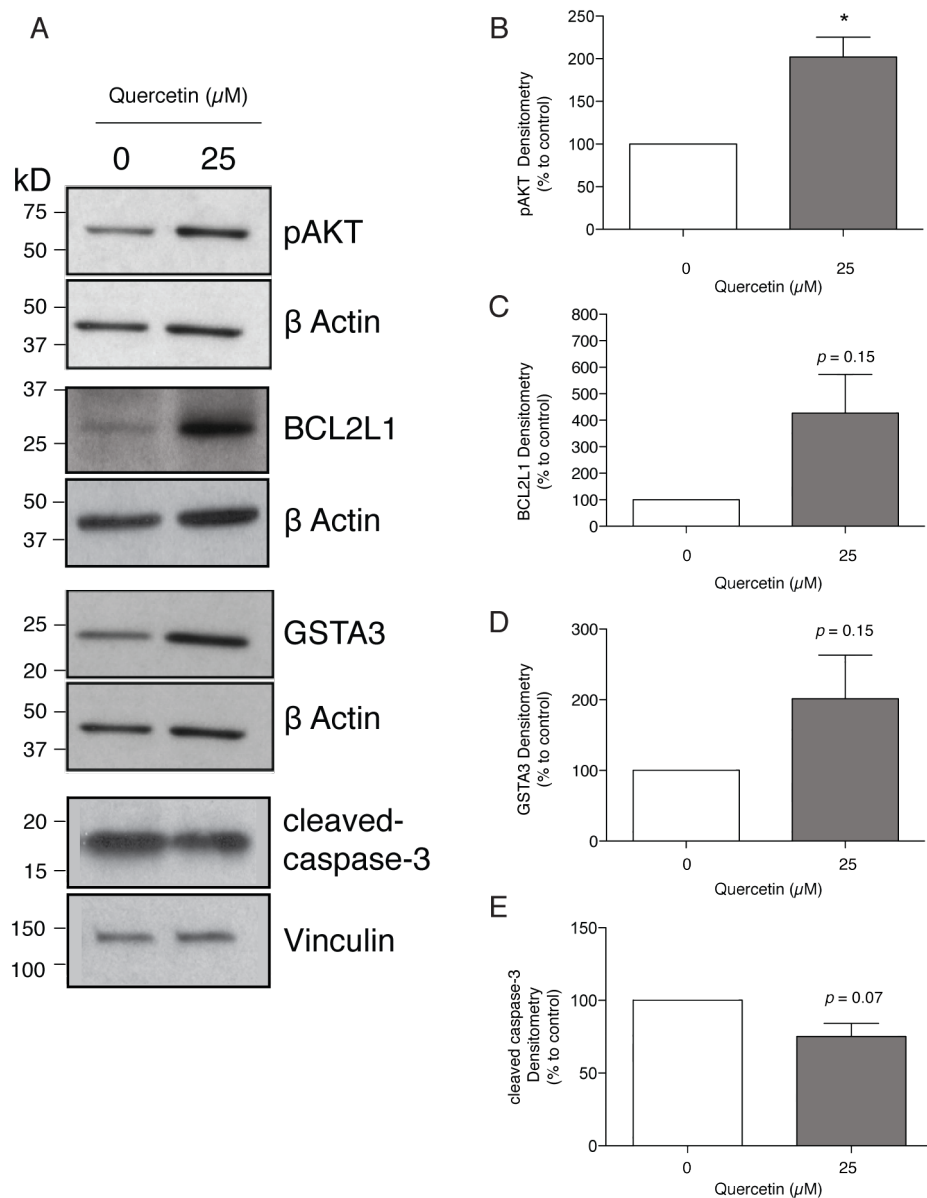 A
Quercetin (µM)
0 25
kD
75
50
pAKT
50
37
β Actin
37
25
BCL2L1
50
37
β Actin
25
20
GSTA3
50
37
β Actin
20
15
cleaved-
caspase-3
150
100
Vinculin
B
pAKT Densitometry
(% to control)
250
200
150
100
50
0
*
0 25
Quercetin (µM)
C
BCL2L1 Densitometry
(% to control)
800
700
600
500
400
300
200
100
0
p = 0.15
0 25
Quercetin (µM)
D
GSTA3 Densitometry
(% to control)
300
200
100
0
p = 0.15
0 25
Quercetin (µM)
E
cleaved caspase-3
Densitometry
(% to control)
150
100
50
0
p = 0.07
0 25
Quercetin (µM)